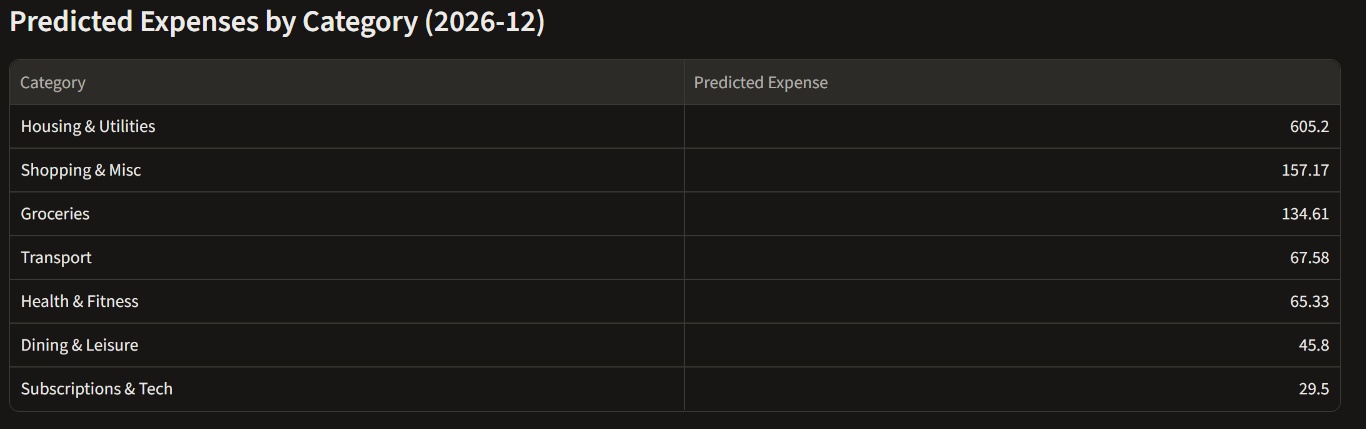 Predicted Expenses by Category (2026-12)
Category Predicted Expense
Housing & Utilities 605.2
Shopping & Misc 157.17
Groceries 134.61
Transport 67.58
Health & Fitness 65.33
Dining & Leisure 45.8
Subscriptions & Tech 29.5